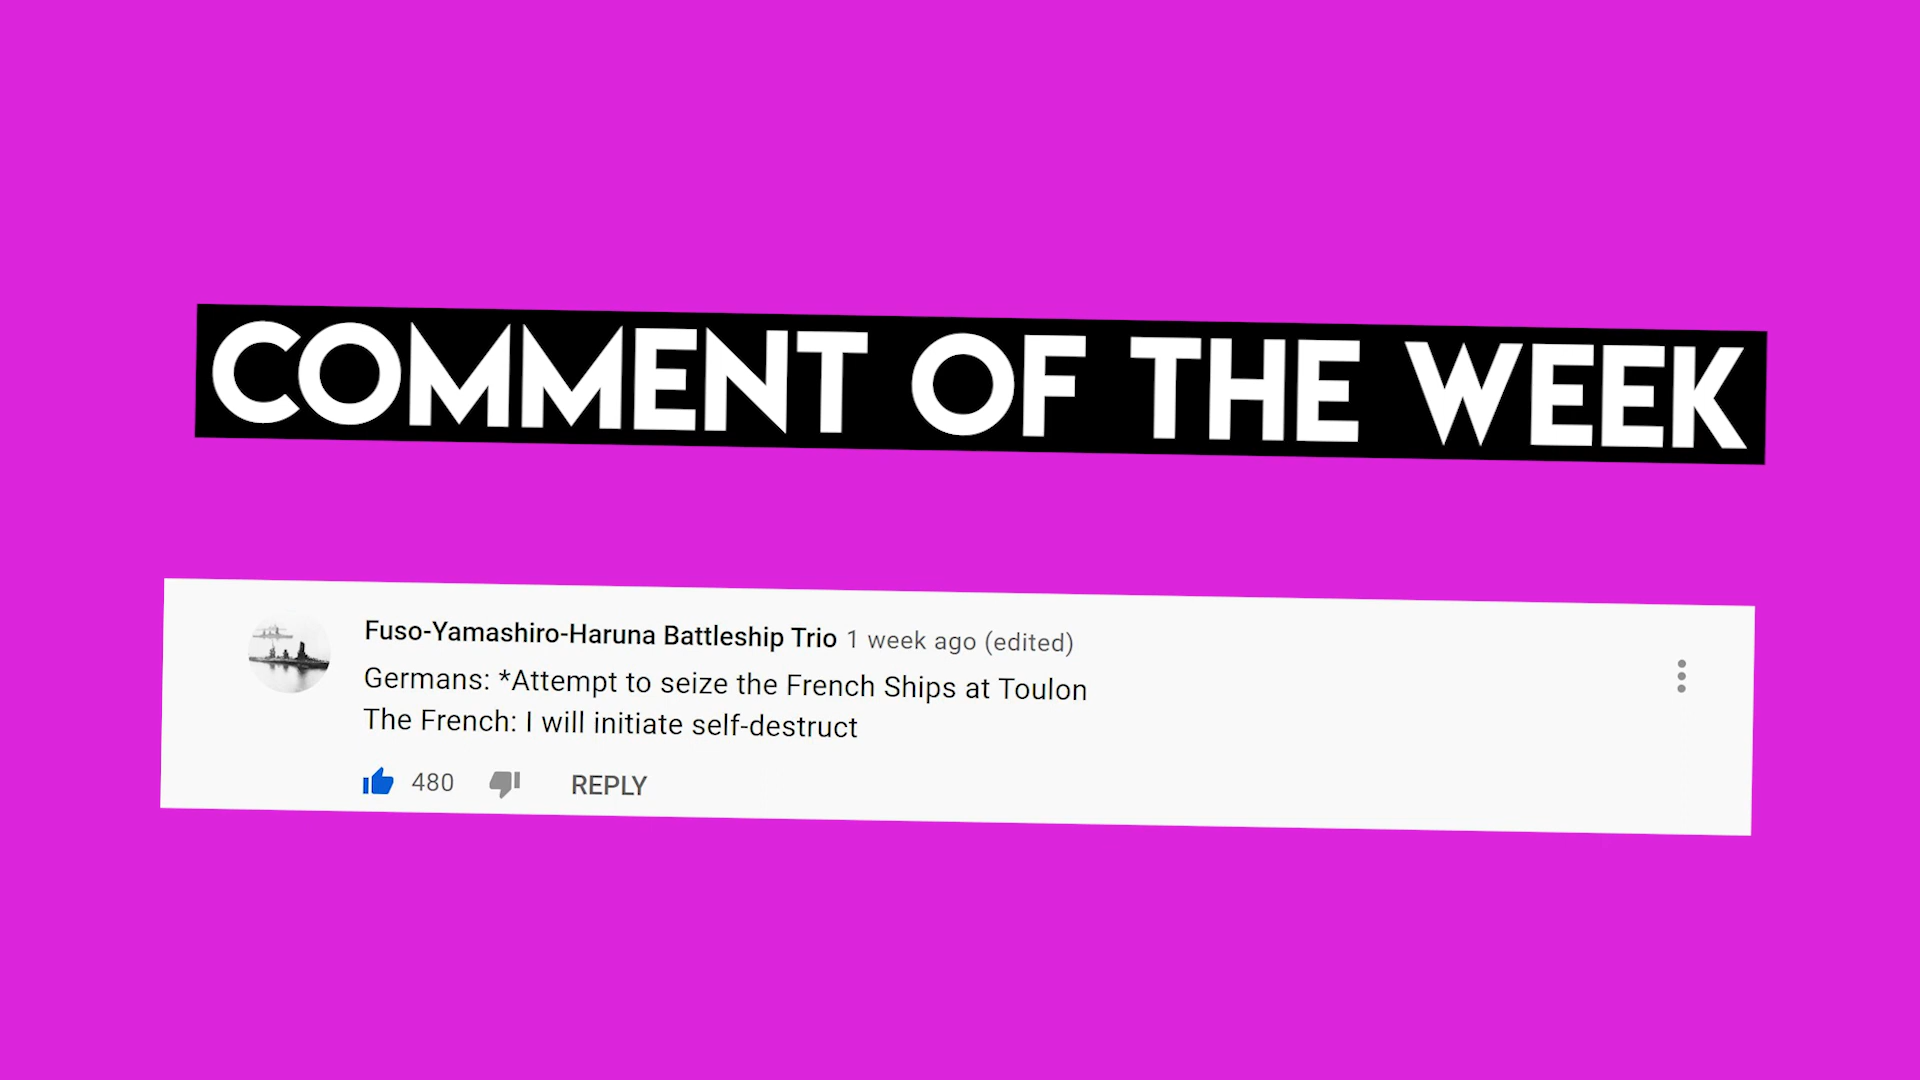 COMMENT OF THE WEEK
Fuso-Yamashiro-Haruna Battleship Trio 1 week ago (edited)
Germans: *Attempt to seize the French Ships at Toulon
The French: I will initiate self-destruct
480 REPLY